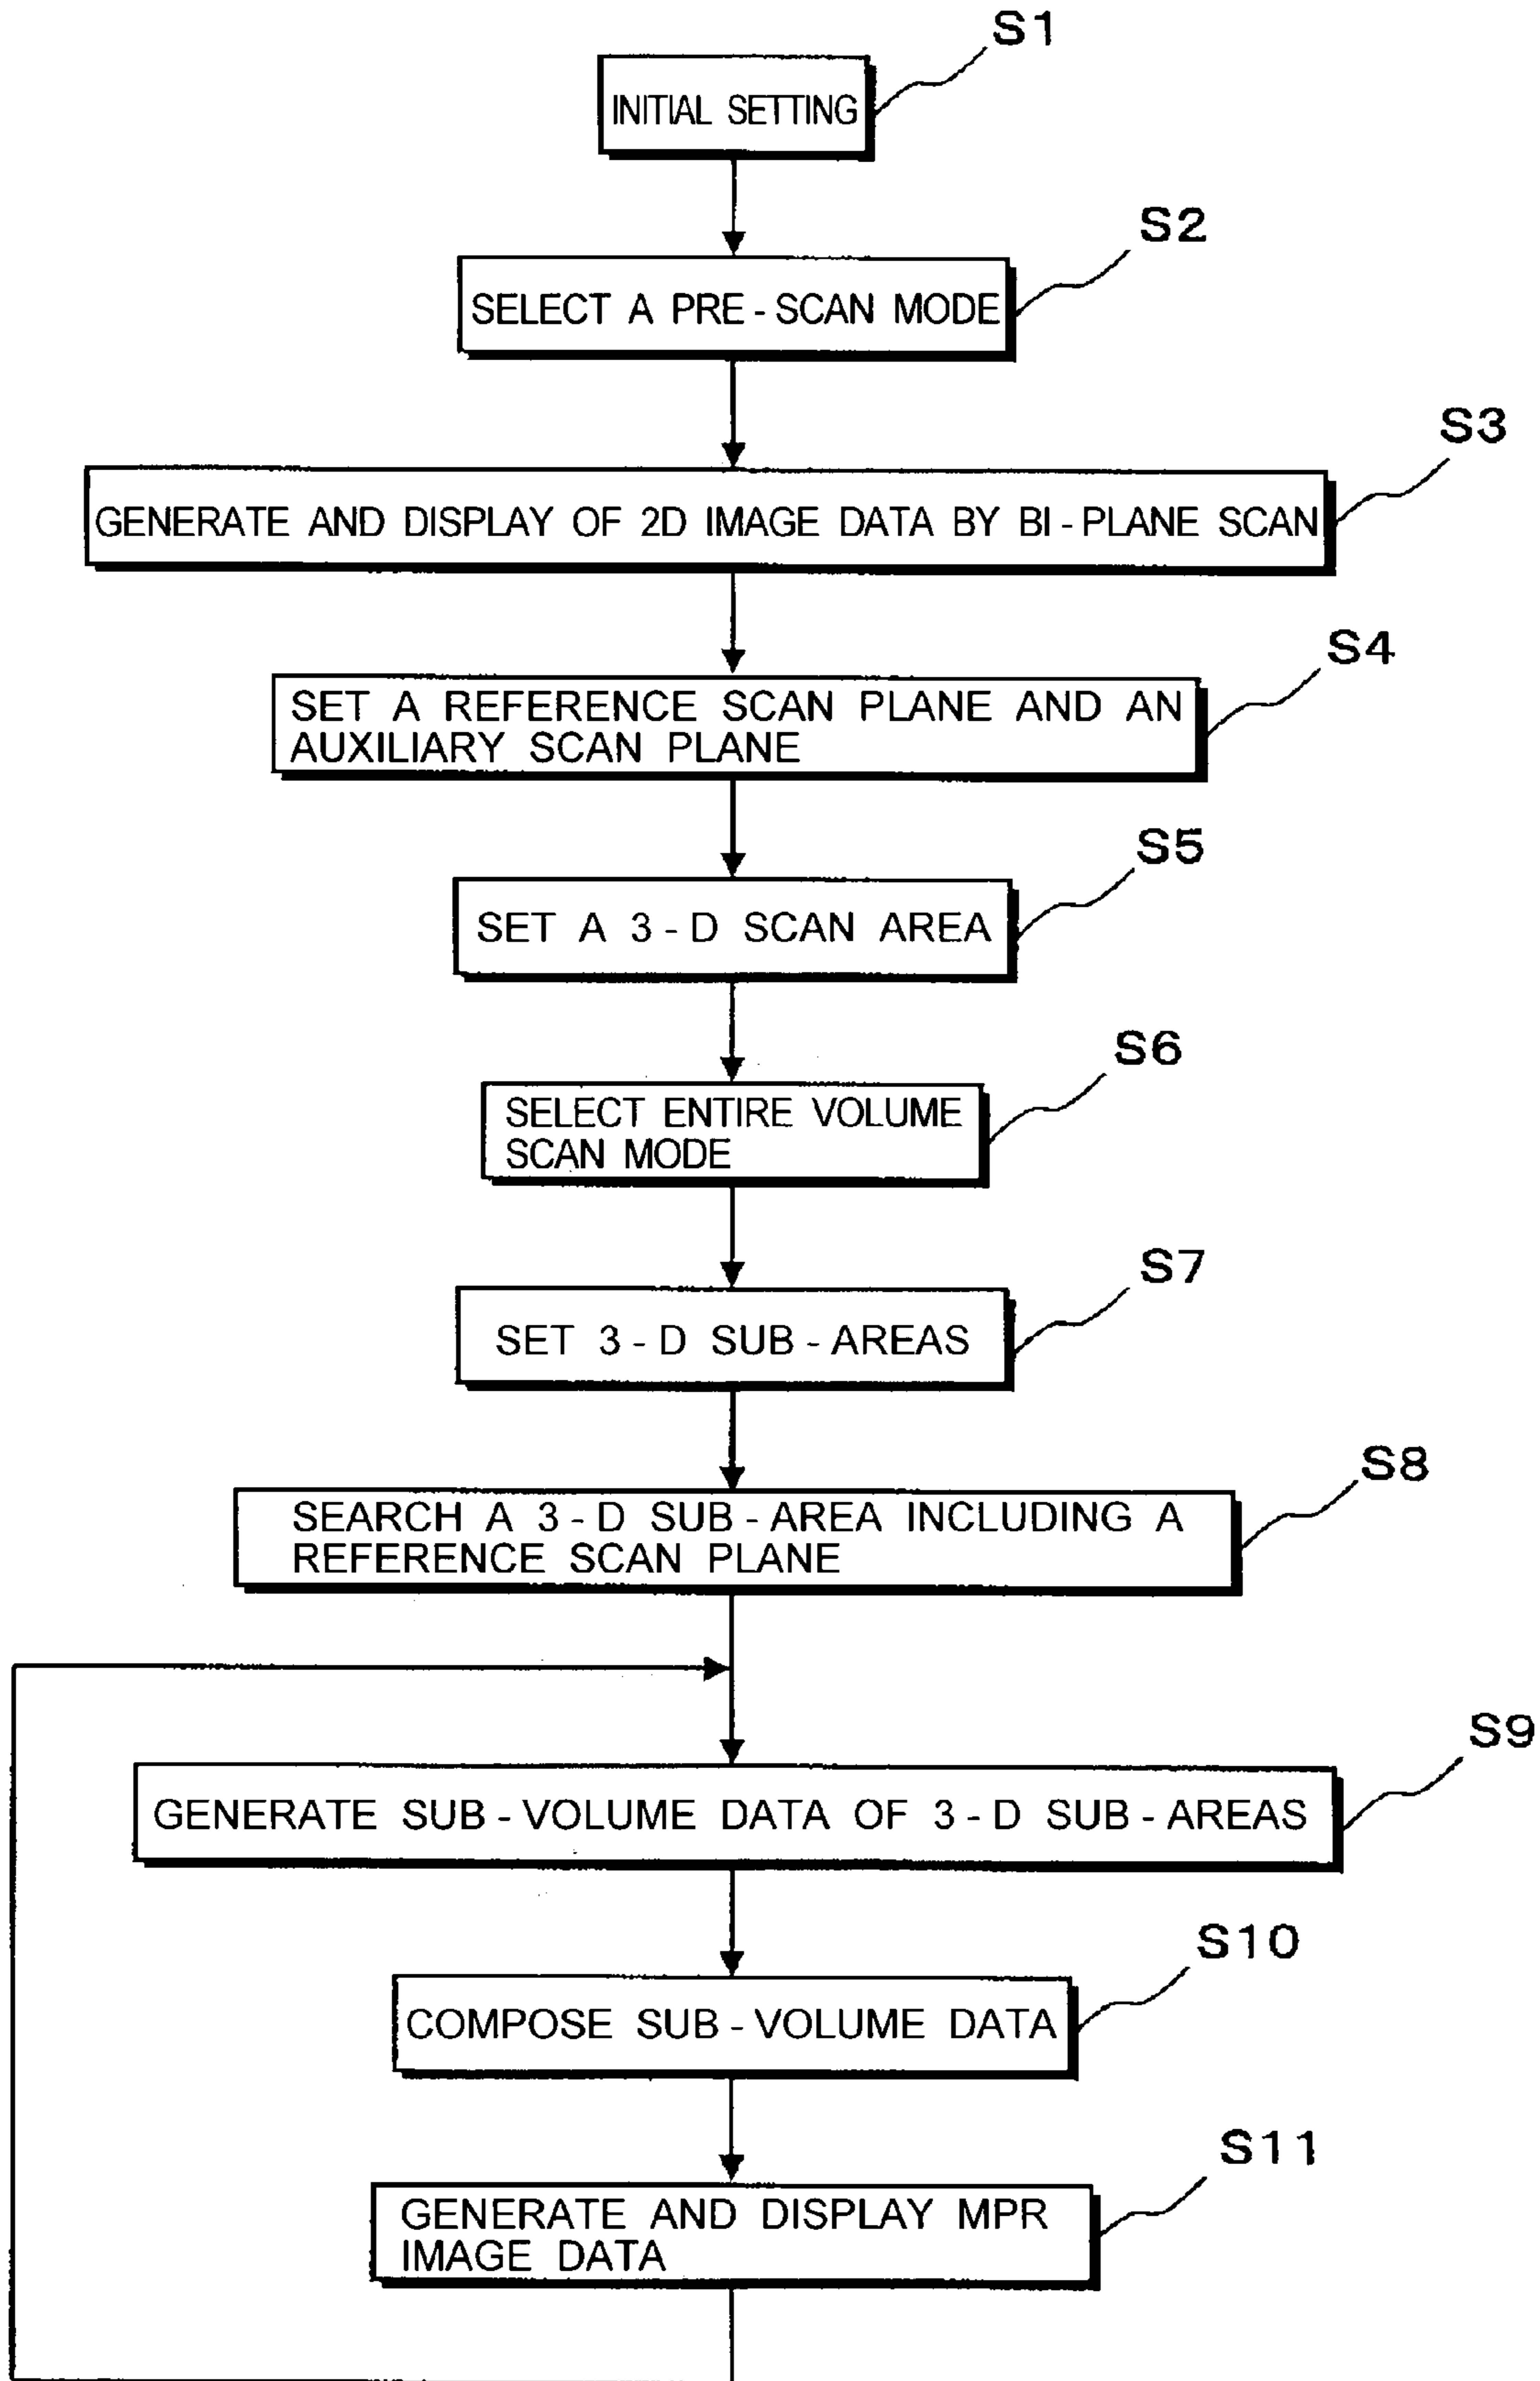 S1
INITIAL SETTING
S2
SELECT A PRE-SCAN MODE
S3
GENERATE AND DISPLAY OF 2D IMAGE DATA BY BI-PLANE SCAN
S4
SET A REFERENCE SCAN PLANE AND AN
AUXILIARY SCAN PLANE
S5
SET A 3-D SCAN AREA
S6
SELECT ENTIRE VOLUME
SCAN MODE
S7
SET 3-D SUB-AREAS
S8
SEARCH A 3-D SUB-AREA INCLUDING A
REFERENCE SCAN PLANE
S9
GENERATE SUB-VOLUME DATA OF 3-D SUB-AREAS
S10
COMPOSE SUB-VOLUME DATA
S11
GENERATE AND DISPLAY MPR
IMAGE DATA